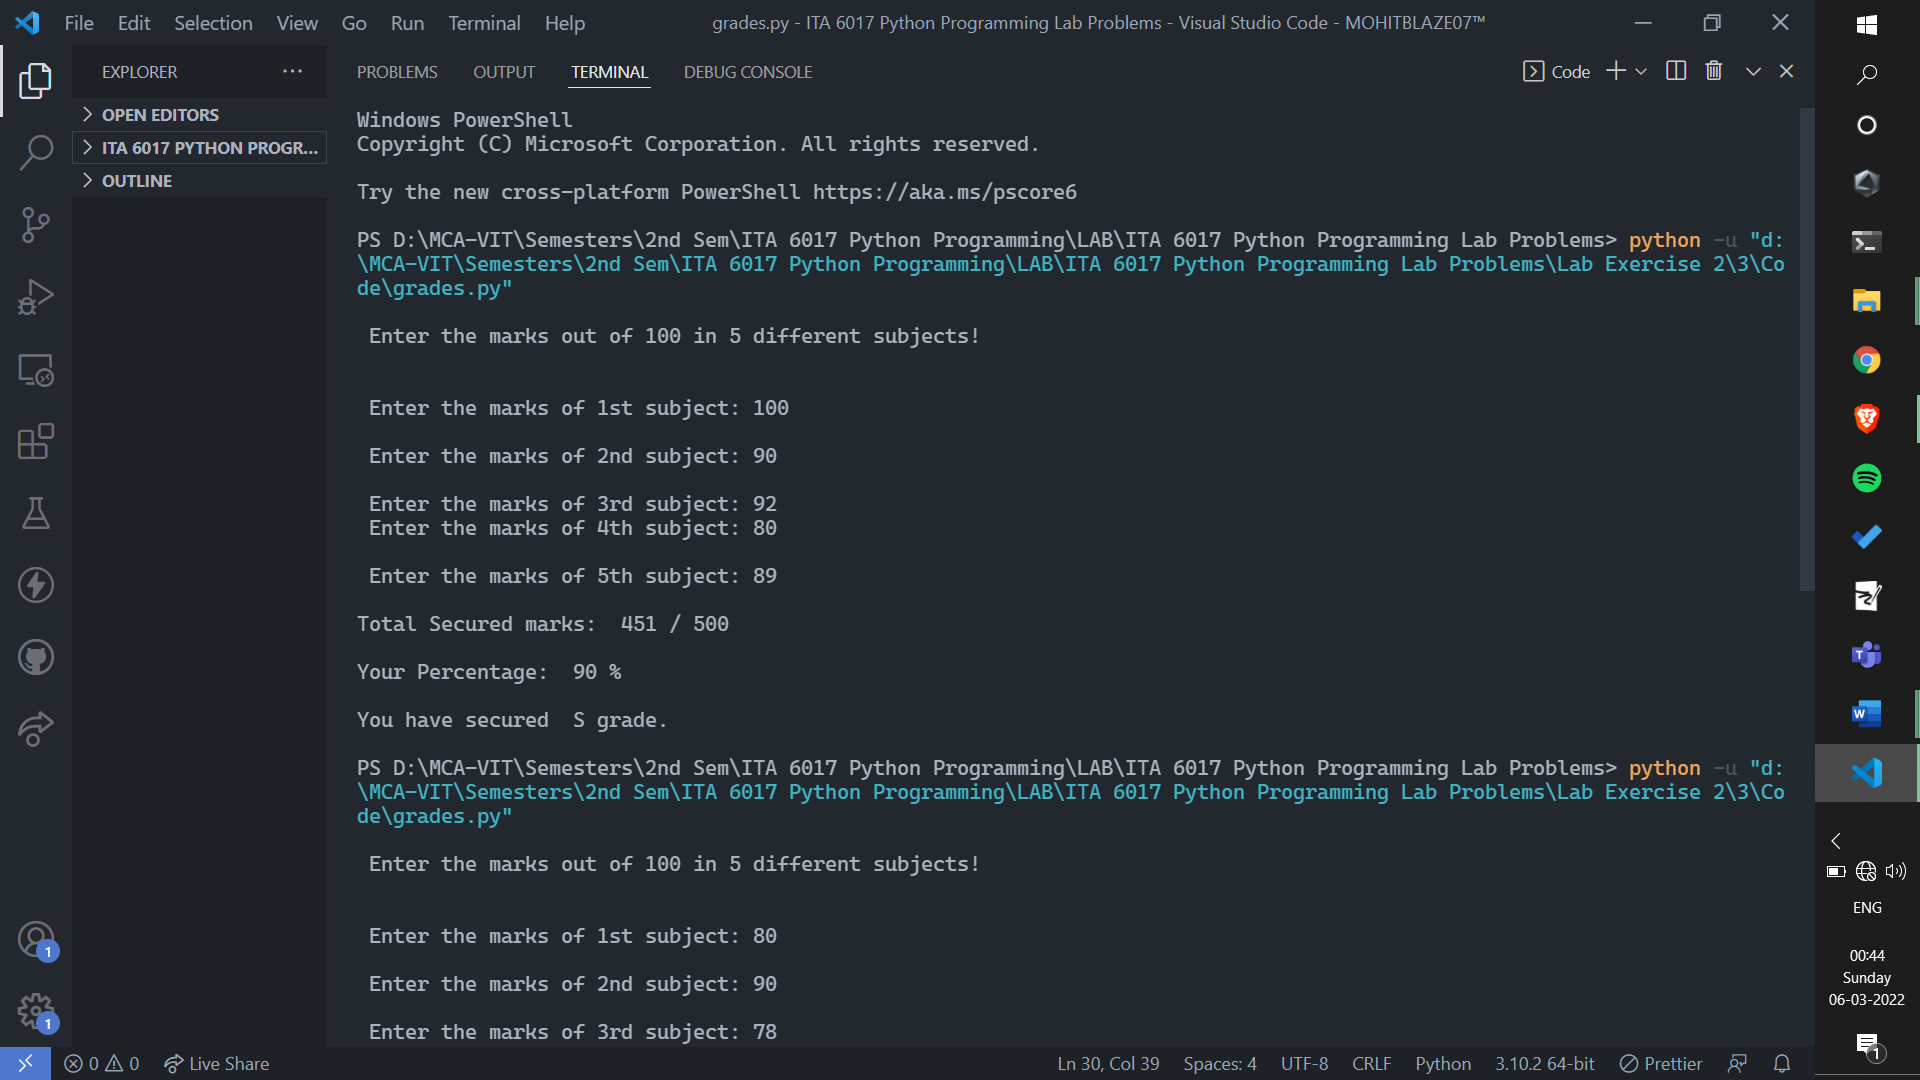 File Edit Selection View Go Run Terminal Help
grades.py - ITA 6017 Python Programming Lab Problems - Visual Studio Code - MOHITBLAZE07™
EXPLORER
OPEN EDITORS
ITA 6017 PYTHON PROGR...
OUTLINE
PROBLEMS OUTPUT TERMINAL DEBUG CONSOLE
Code
Windows PowerShell
Copyright (C) Microsoft Corporation. All rights reserved.
Try the new cross-platform PowerShell https://aka.ms/pscore6
PS D:\MCA-VIT\Semesters\2nd Sem\ITA 6017 Python Programming\LAB\ITA 6017 Python Programming Lab Problems> python -u "d:
\MCA-VIT\Semesters\2nd Sem\ITA 6017 Python Programming\LAB\ITA 6017 Python Programming Lab Problems\Lab Exercise 2\3\Co
de\grades.py"
Enter the marks out of 100 in 5 different subjects!
Enter the marks of 1st subject: 100
Enter the marks of 2nd subject: 90
Enter the marks of 3rd subject: 92
Enter the marks of 4th subject: 80
Enter the marks of 5th subject: 89
Total Secured marks:  451 / 500
Your Percentage:  90 %
You have secured  S grade.
PS D:\MCA-VIT\Semesters\2nd Sem\ITA 6017 Python Programming\LAB\ITA 6017 Python Programming Lab Problems> python -u "d:
\MCA-VIT\Semesters\2nd Sem\ITA 6017 Python Programming\LAB\ITA 6017 Python Programming Lab Problems\Lab Exercise 2\3\Co
de\grades.py"
Enter the marks out of 100 in 5 different subjects!
Enter the marks of 1st subject: 80
Enter the marks of 2nd subject: 90
Enter the marks of 3rd subject: 78
1
1
0 0 Live Share
Ln 30, Col 39 Spaces: 4 UTF-8 CRLF Python 3.10.2 64-bit Prettier
T
W
ENG
00:44
Sunday
06-03-2022
1